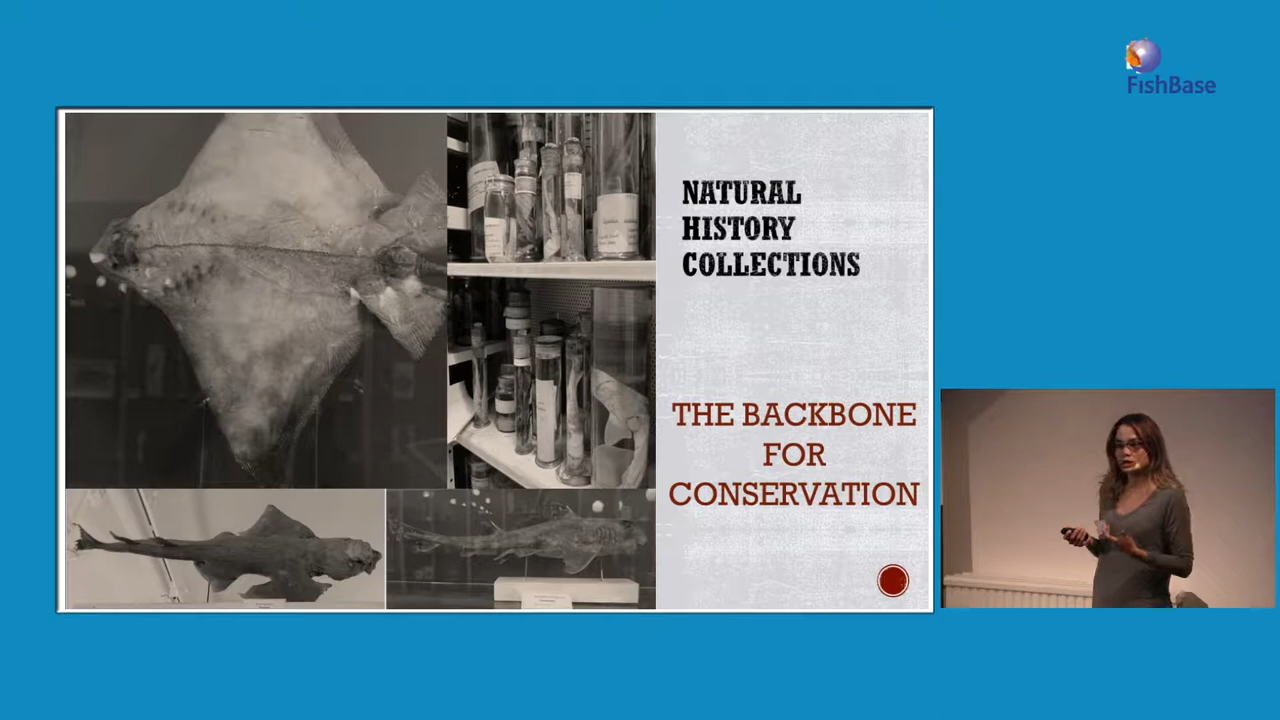 FishBase
NATURAL
HISTORY
COLLECTIONS
THE BACKBONE
FOR
CONSERVATION